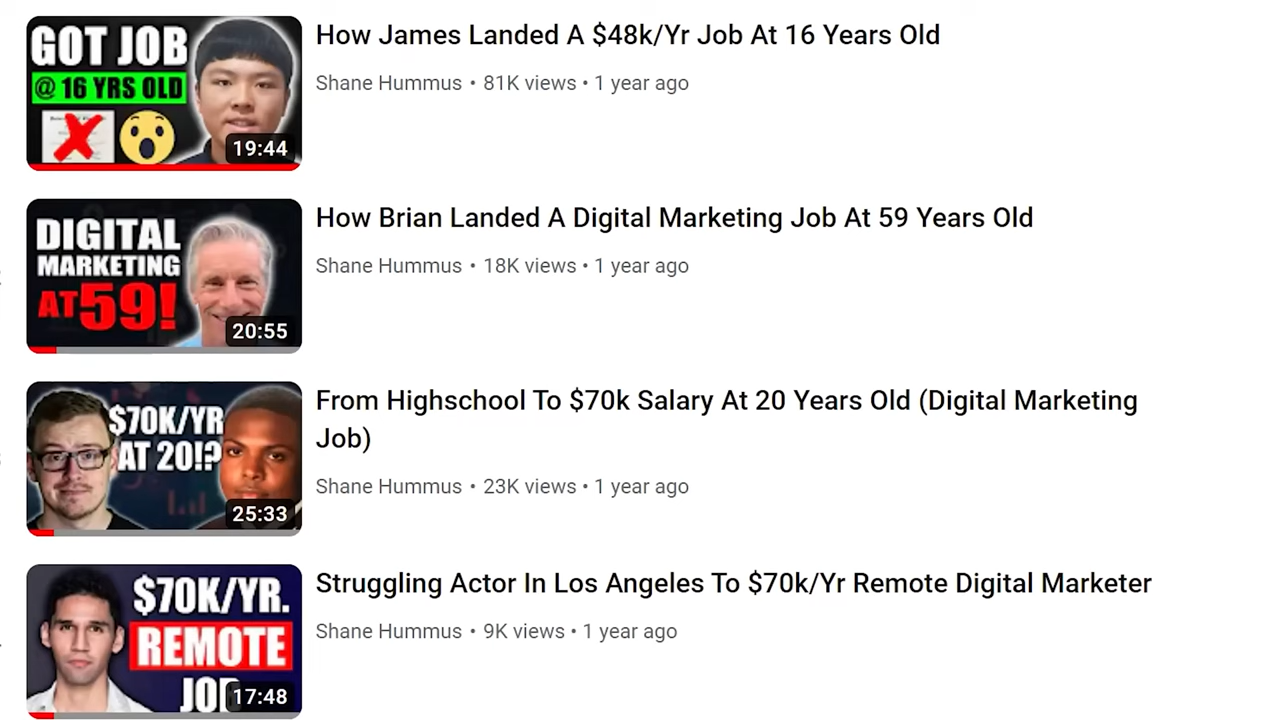 GOT JOB
@ 16 YRS OLD
19:44
How James Landed A $48k/Yr Job At 16 Years Old
Shane Hummus • 81K views • 1 year ago
DIGITAL
MARKETING
AT 59!
20:55
How Brian Landed A Digital Marketing Job At 59 Years Old
Shane Hummus • 18K views • 1 year ago
$70K/YR
AT 20!?
25:33
From Highschool To $70k Salary At 20 Years Old (Digital Marketing
Job)
Shane Hummus • 23K views • 1 year ago
$70K/YR.
REMOTE
17:48
Struggling Actor In Los Angeles To $70k/Yr Remote Digital Marketer
Shane Hummus • 9K views • 1 year ago